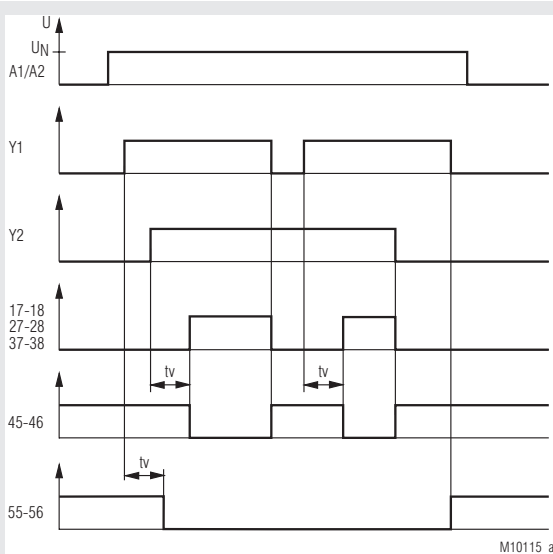 U
UN
A1/A2
Y1
Y2
17-18
27-28
37-38
tv
tv
45-46
tv
55-56
M10115_a